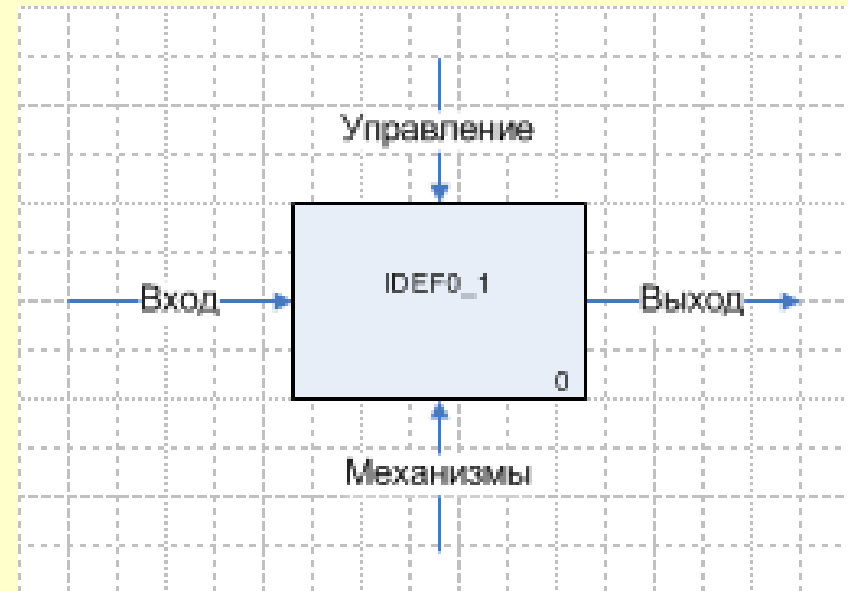 Управление
IDEF0_1
Вход
Выход
0
Механизмы